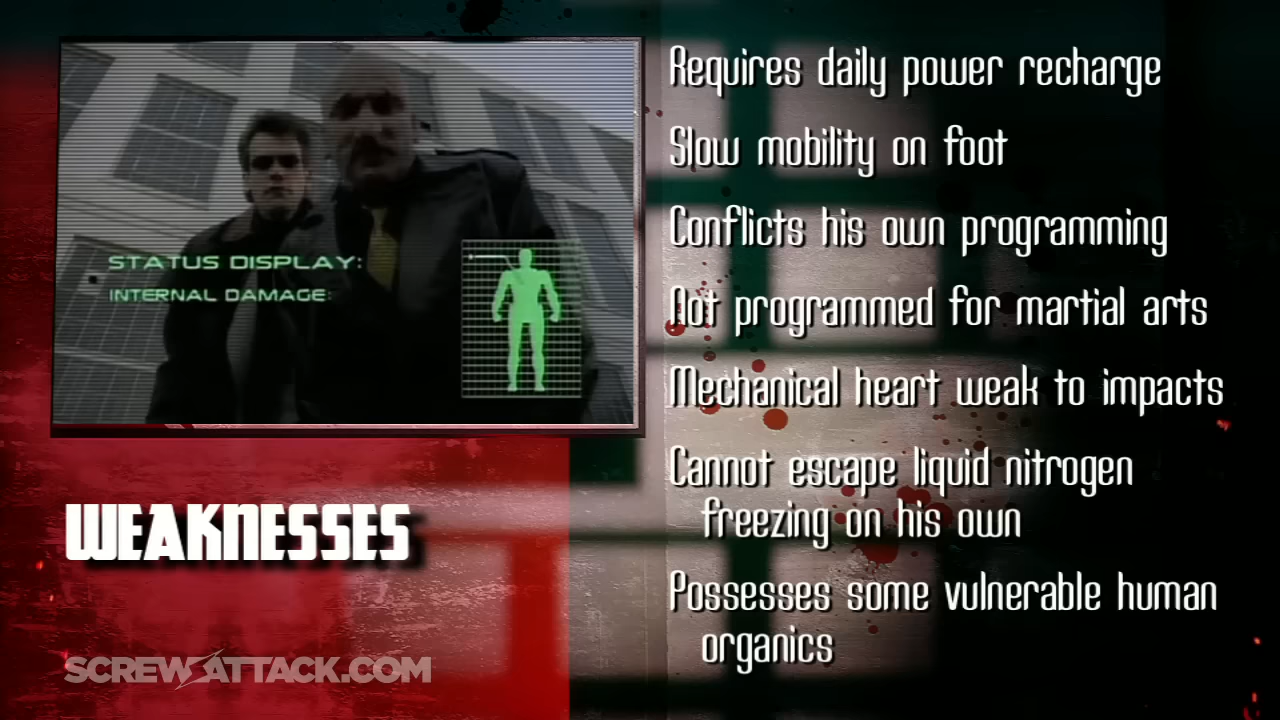 Requires daily power recharge
Slow mobility on foot
Conflicts his own programming
Not programmed for martial arts
Mechanical heart weak to impacts
Cannot escape liquid nitrogen
freezing on his own
Possesses some vulnerable human
organics
STATUS DISPLAY:
INTERNAL DAMAGE:
WEAKNESSES
SCREWATTACK.COM